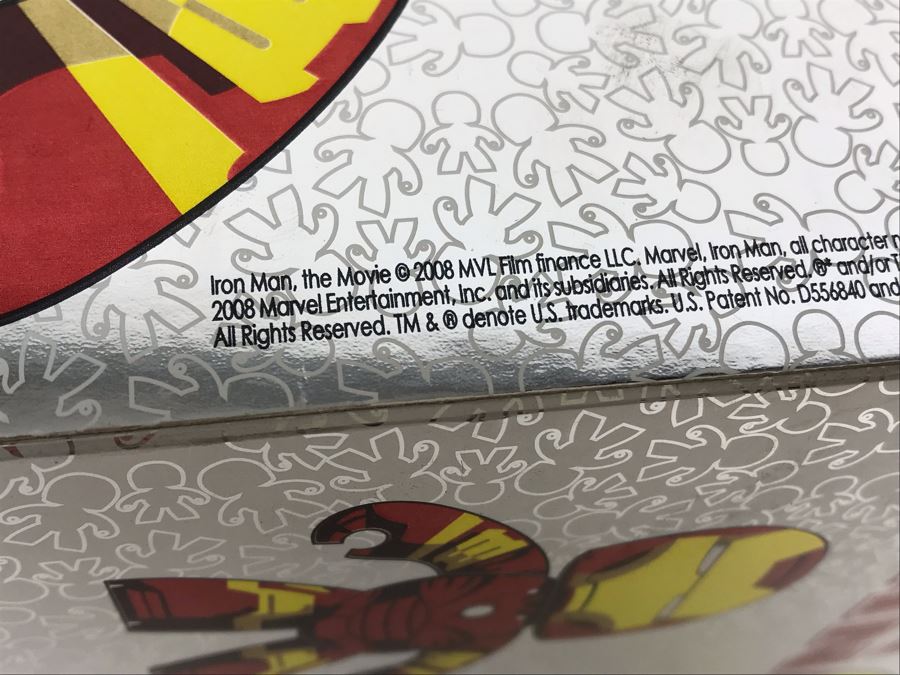 Iron Man, the Movie © 2008 MVL Film finance LLC. Marvel, Iron Man, all character
2008 Marvel Entertainment, Inc. and its subsidiaries. All Rights Reserved. ®* and/or
All Rights Reserved. TM & ® denote U.S. trademarks. U.S. Patent No. D556840 and